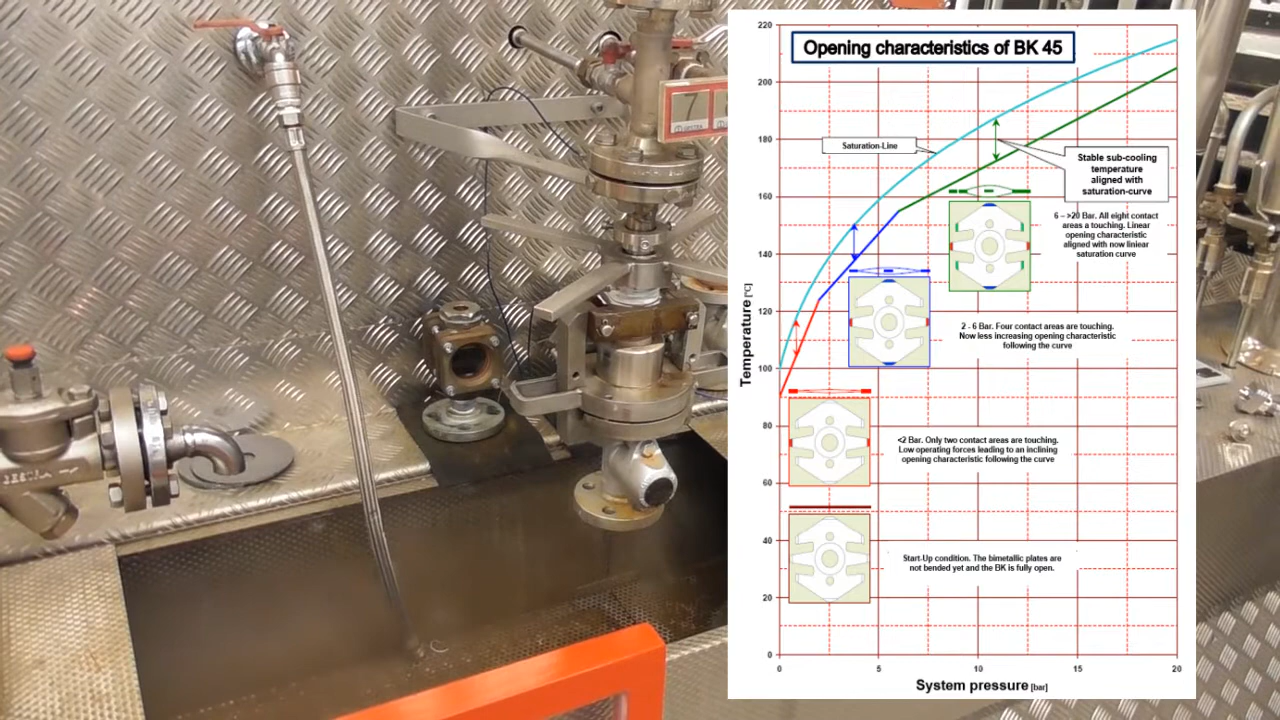 7
Opening characteristics of BK 45
220
200
180
160
140
120
100
80
60
40
20
0
Temperature [°C]
Saturation-Line
Stable sub-cooling
temperature
aligned with
saturation-curve
6 – >20 Bar. All eight contact
areas a touching. Linear
opening characteristic
aligned with now liniear
saturation curve
2 - 6 Bar. Four contact areas are touching.
Now less increasing opening characteristic
following the curve
<2 Bar. Only two contact areas are touching.
Low operating forces leading to an inclining
opening characteristic following the curve
Start-Up condition. The bimetallic plates are
not bended yet and the BK is fully open.
0 5 10 15 20
System pressure [bar]